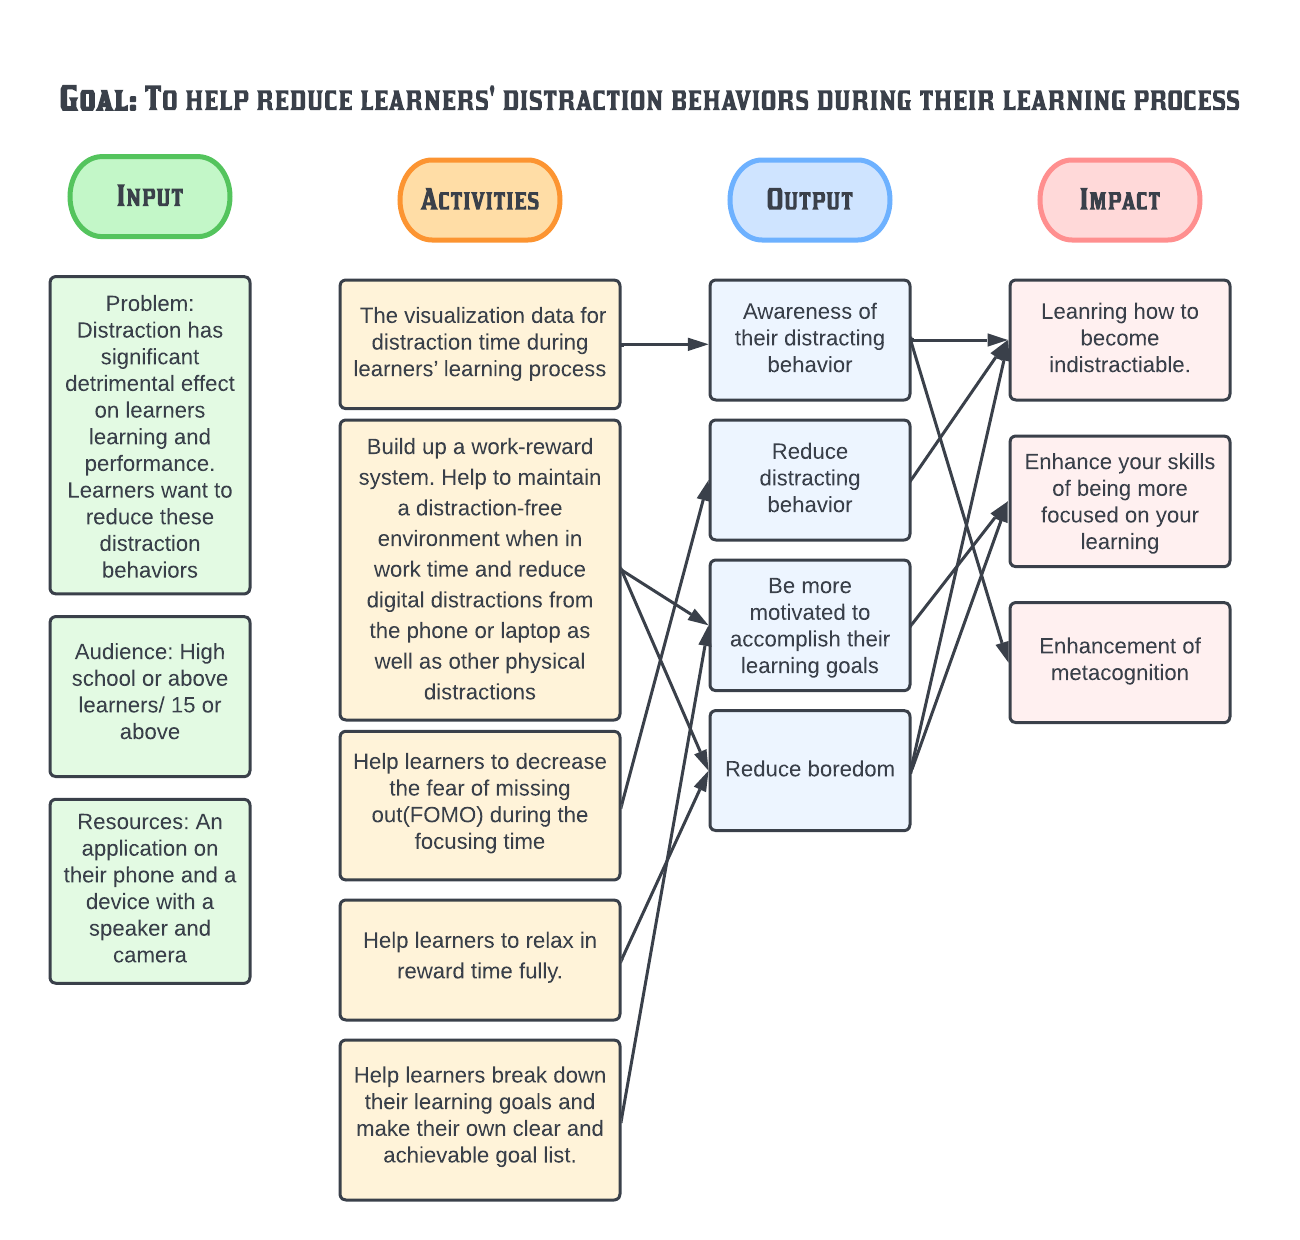 Goal: To help reduce learners' distraction behaviors during their learning process
Input
Activities
Output
Impact
Problem:
Distraction has
significant
detrimental effect
on learners
learning and
performance.
Learners want to
reduce these
distraction
behaviors
Audience: High
school or above
learners/ 15 or
above
Resources: An
application on
their phone and a
device with a
speaker and
camera
The visualization data for
distraction time during
learners’ learning process
Build up a work-reward
system. Help to maintain
a distraction-free
environment when in
work time and reduce
digital distractions from
the phone or laptop as
well as other physical
distractions
Help learners to decrease
the fear of missing
out(FOMO) during the
focusing time
Help learners to relax in
reward time fully.
Help learners break down
their learning goals and
make their own clear and
achievable goal list.
Awareness of
their distracting
behavior
Reduce
distracting
behavior
Be more
motivated to
accomplish their
learning goals
Reduce boredom
Leanring how to
become
indistractiable.
Enhance your skills
of being more
focused on your
learning
Enhancement of
metacognition